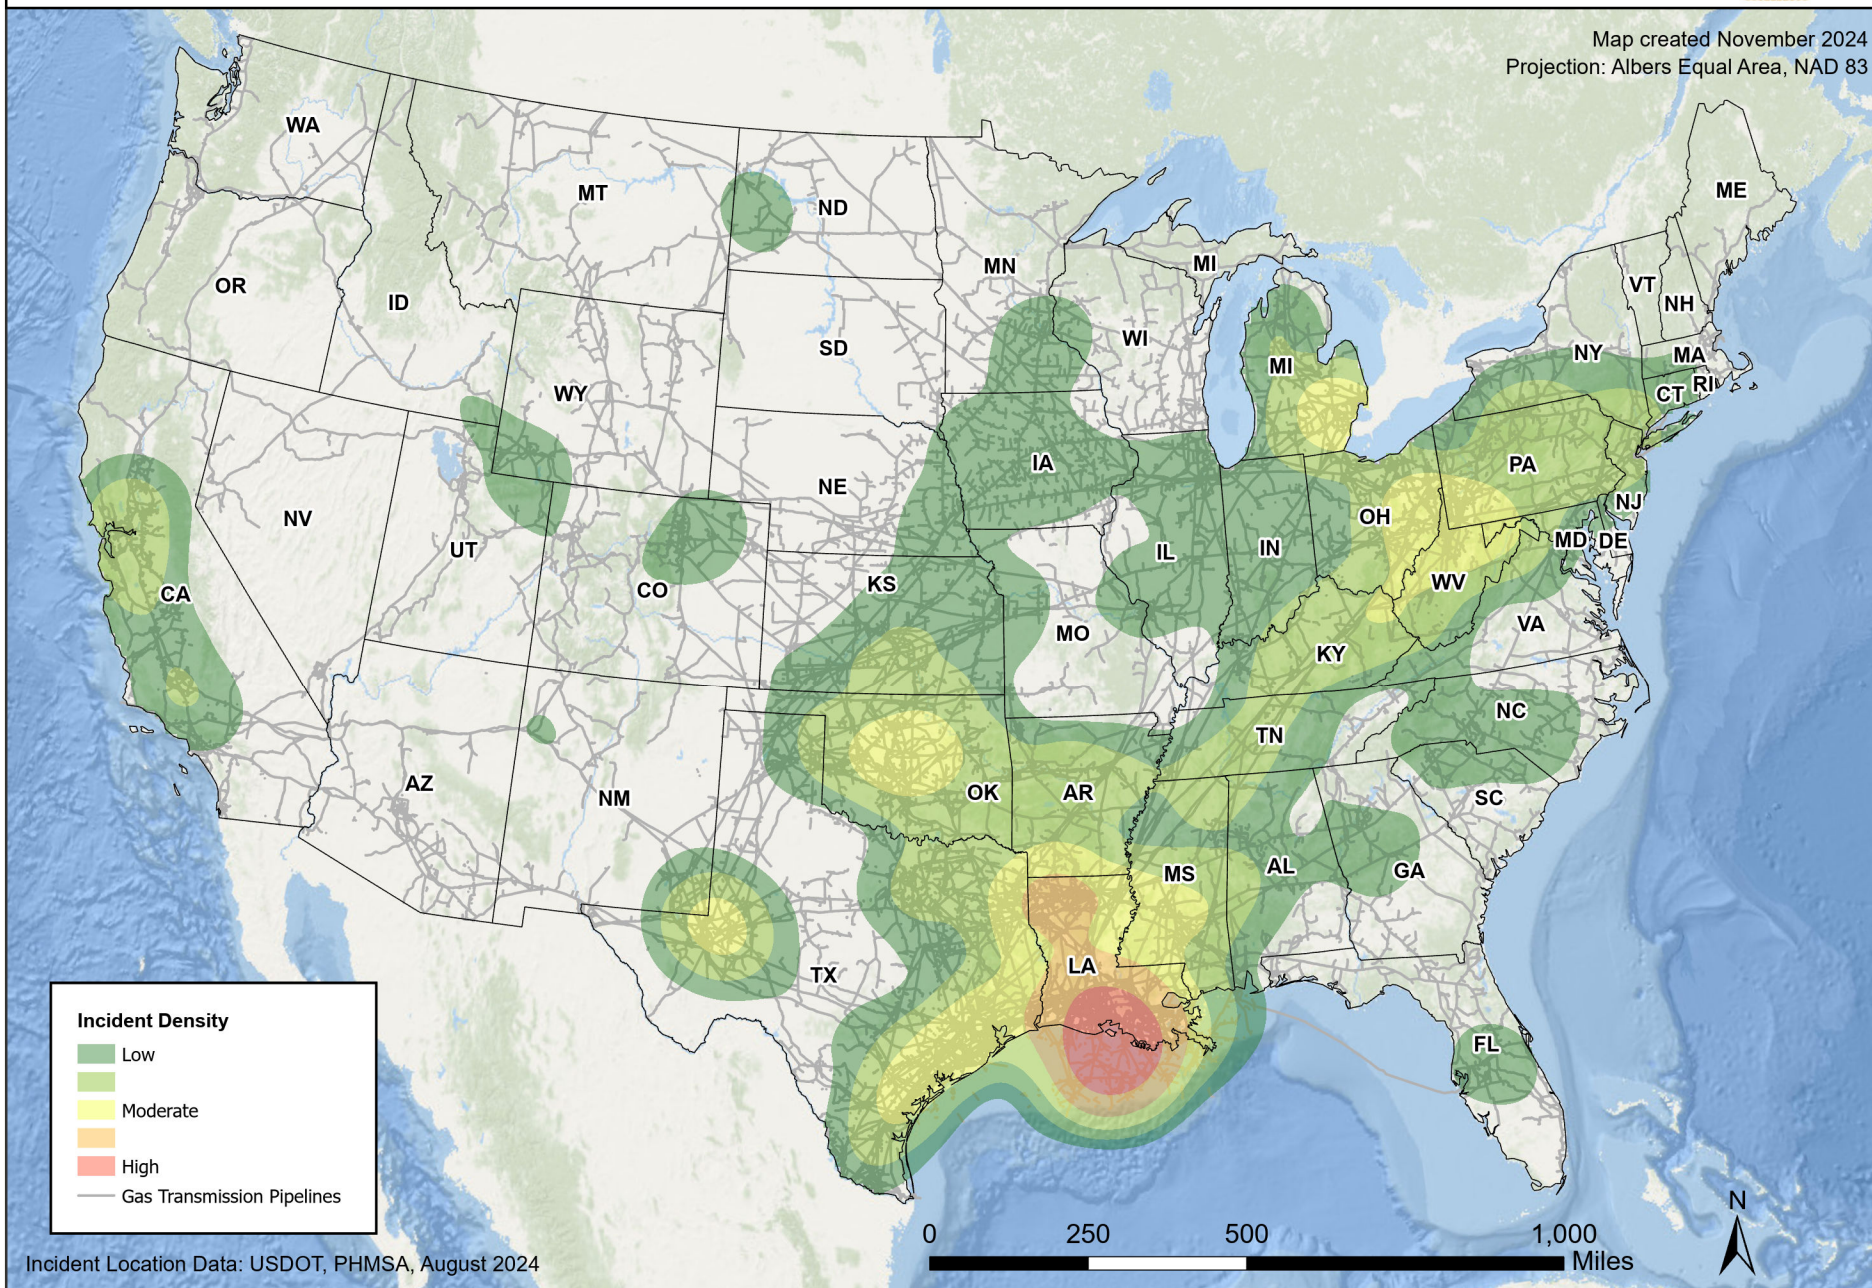 Map created November 2024
Projection: Albers Equal Area, NAD 83
WA
MT
ND
ME
OR
ID
MN
MI
VT
NH
WY
SD
WI
MI
NY
MA
CT
RI
NV
UT
NE
IA
PA
NJ
CA
CO
KS
MO
IL
IN
OH
WV
MD
DE
VA
KY
AZ
NM
OK
AR
TN
NC
SC
TX
LA
MS
AL
GA
FL
Incident Density
Low
Moderate
High
Gas Transmission Pipelines
Incident Location Data: USDOT, PHMSA, August 2024
0 250 500 1,000
Miles
N